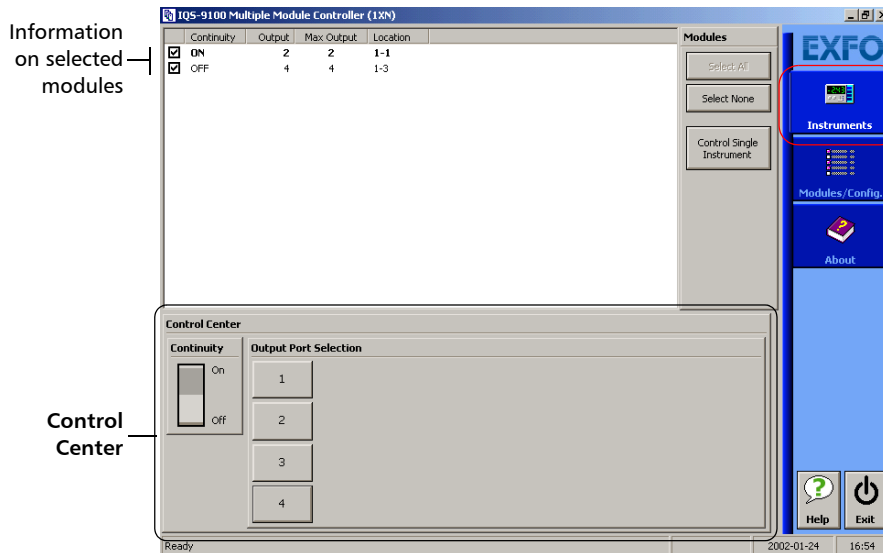 IQS-9100 Multiple Module Controller (1XN)
Information
on selected
modules
Continuity Output Max Output Location
ON 2 2 1-1
OFF 4 4 1-3
Modules
Select All
Select None
Control Single
Instrument
EXFO
Instruments
Modules/Config.
About
Control Center
Continuity
On
Off
Output Port Selection
1
2
3
4
Control
Center
Help
Exit
Ready
2002-01-24
16:54